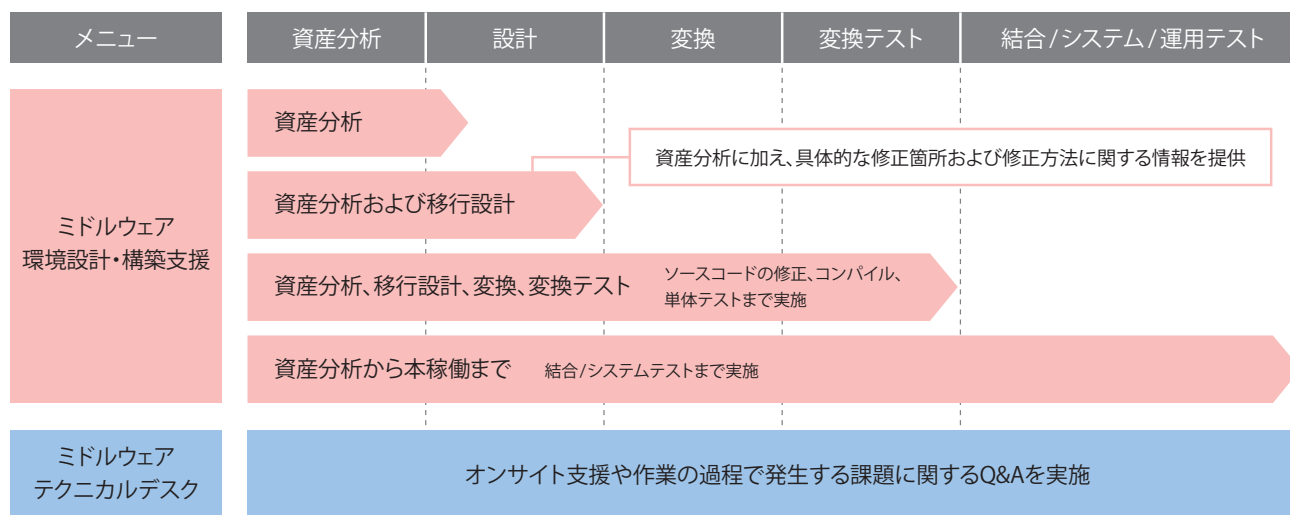 メニュー
資産分析
設計
変換
変換テスト
結合/システム/運用テスト
ミドルウェア
環境設計・構築支援
資産分析
資産分析に加え、具体的な修正箇所および修正方法に関する情報を提供
資産分析および移行設計
資産分析、移行設計、変換、変換テスト
ソースコードの修正、コンパイル、
単体テストまで実施
資産分析から本稼働まで
結合/システムテストまで実施
ミドルウェア
テクニカルデスク
オンサイト支援や作業の過程で発生する課題に関するQ&Aを実施